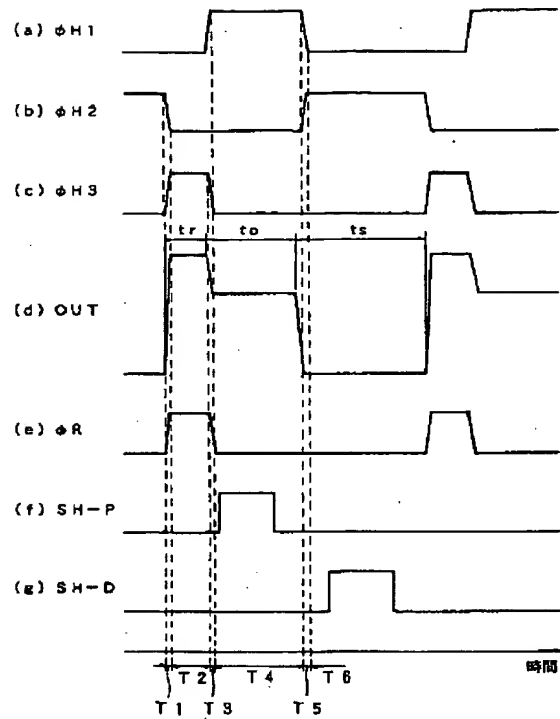 (a) φH1
(b) φH2
(c) φH3
tr to ts
(d) OUT
(e) φR
(f) SH-P
(g) SH-D
時間
T2 T4 T6
T1 T3 T5